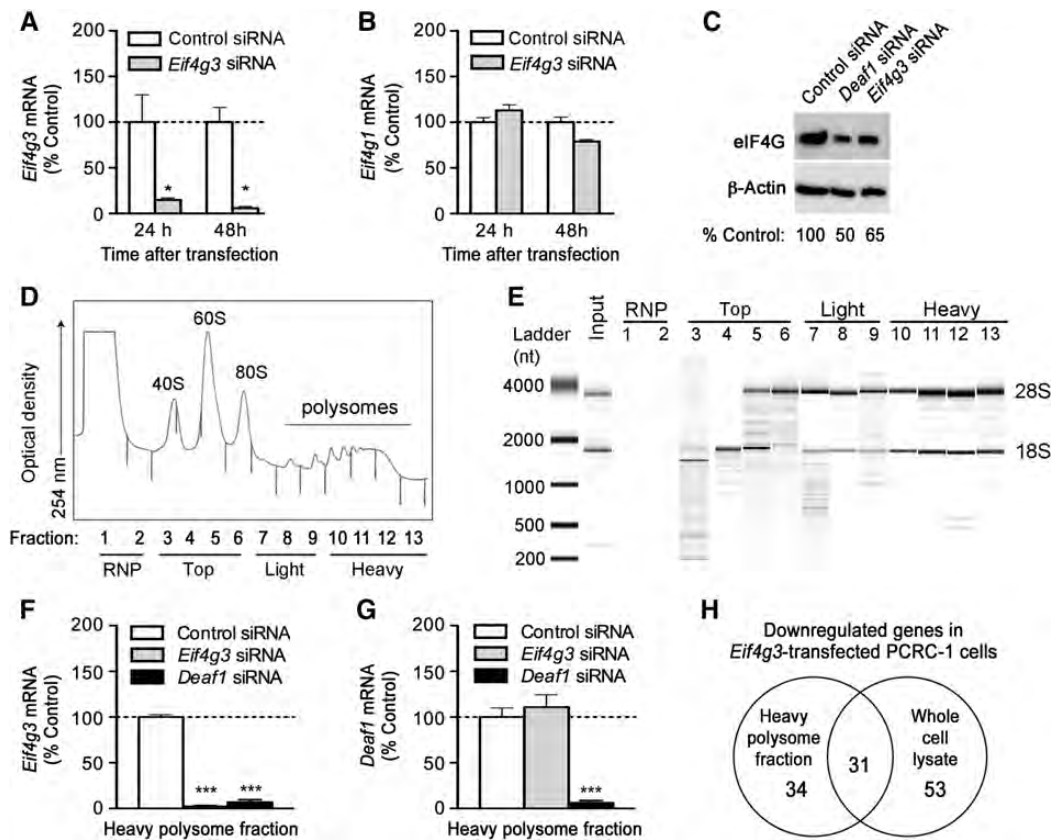 A
Eif4g3 mRNA
(% Control)
200
150
100
50
0
Control siRNA
Eif4g3 siRNA
*
*
24 h
48h
Time after transfection
B
Eif4g1 mRNA
(% Control)
200
150
100
50
0
Control siRNA
Eif4g3 siRNA
24 h
48h
Time after transfection
C
Control siRNA
Deaf1 siRNA
Eif4g3 siRNA
eIF4G
β-Actin
% Control: 100 50 65
D
Optical density
254 nm
40S
60S
80S
polysomes
Fraction: 1 2 3 4 5 6 7 8 9 10 11 12 13
RNP Top Light Heavy
E
Ladder
(nt)
Input
RNP Top Light Heavy
1 2 3 4 5 6 7 8 9 10 11 12 13
4000
2000
1000
500
200
28S
18S
F
Eif4g3 mRNA
(% Control)
200
150
100
50
0
Control siRNA
Eif4g3 siRNA
Deaf1 siRNA
*** ***
Heavy polysome fraction
G
Deaf1 mRNA
(% Control)
200
150
100
50
0
Control siRNA
Eif4g3 siRNA
Deaf1 siRNA
***
Heavy polysome fraction
H
Downregulated genes in
Eif4g3-transfected PCRC-1 cells
Heavy
polysome
fraction
34
31
Whole
cell
lysate
53